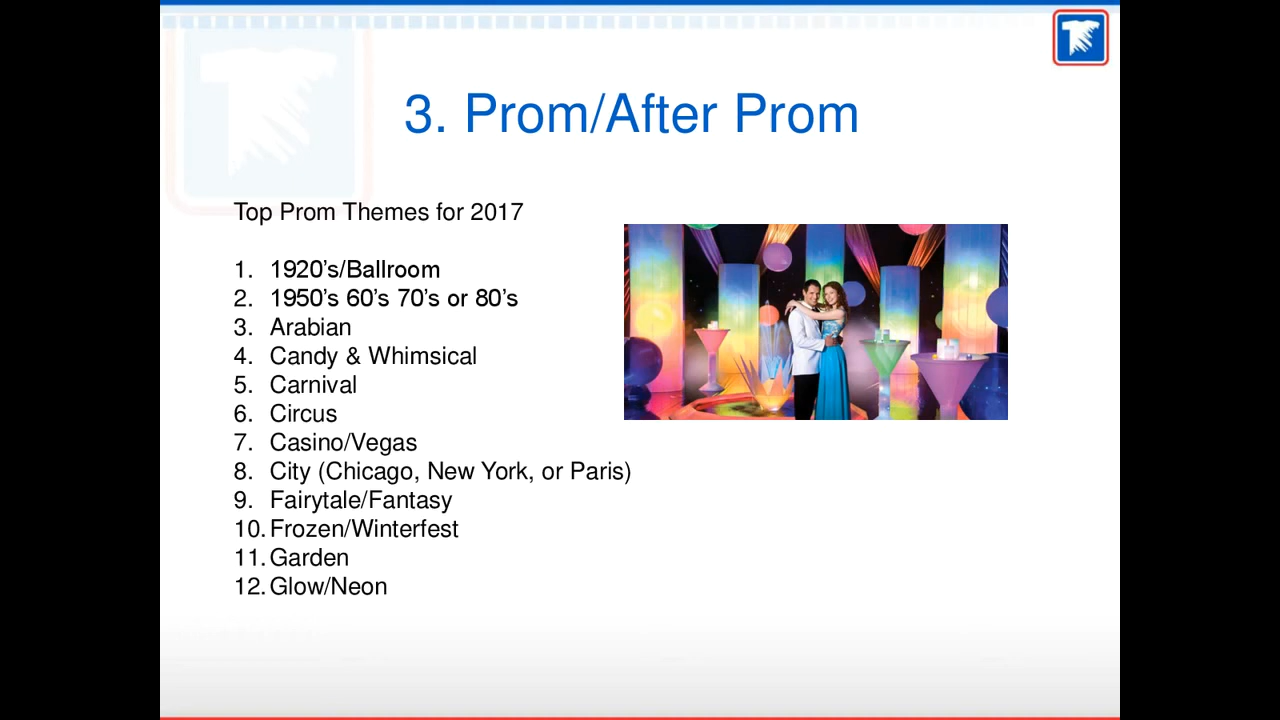 3. Prom/After Prom
Top Prom Themes for 2017
1. 1920’s/Ballroom
2. 1950’s 60’s 70’s or 80’s
3. Arabian
4. Candy & Whimsical
5. Carnival
6. Circus
7. Casino/Vegas
8. City (Chicago, New York, or Paris)
9. Fairytale/Fantasy
10. Frozen/Winterfest
11. Garden
12. Glow/Neon